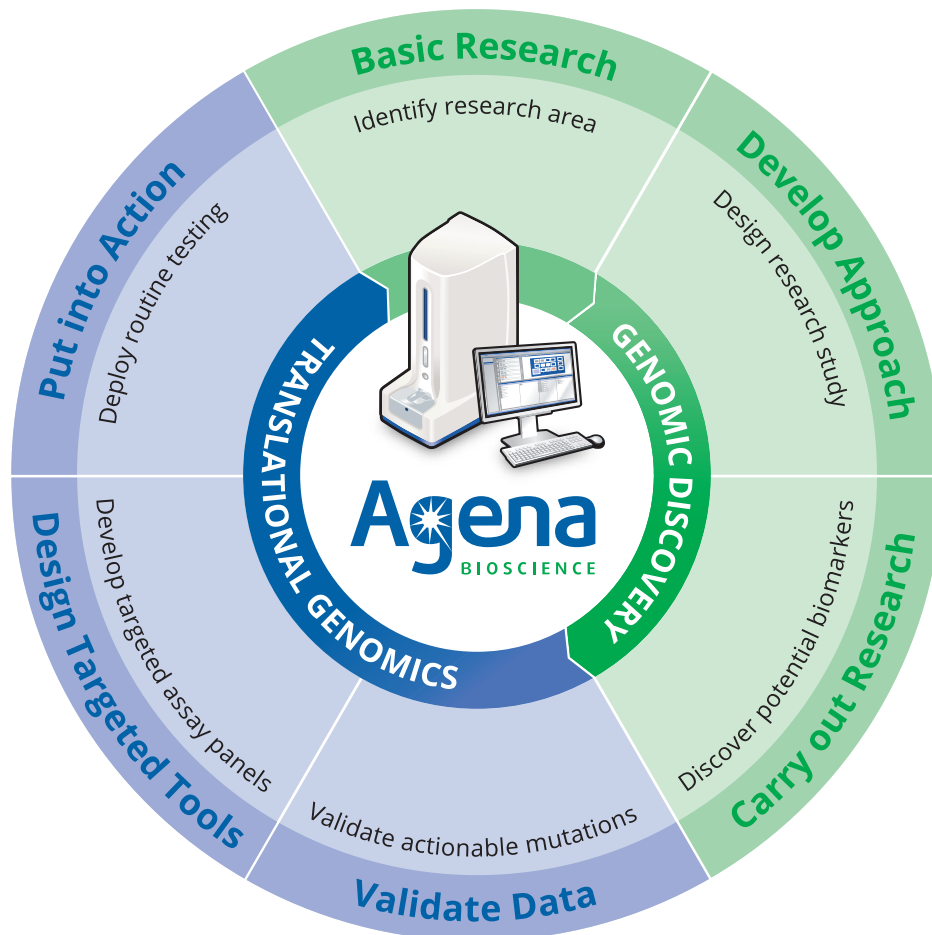 Basic Research
Identify research area
Develop Approach
Design research study
Carry out Research
Discover potential biomarkers
Validate Data
Validate actionable mutations
Design Targeted Tools
Develop targeted assay panels
Put into Action
Deploy routine testing
GENOMIC DISCOVERY
TRANSLATIONAL GENOMICS
Agena
BIOSCIENCE